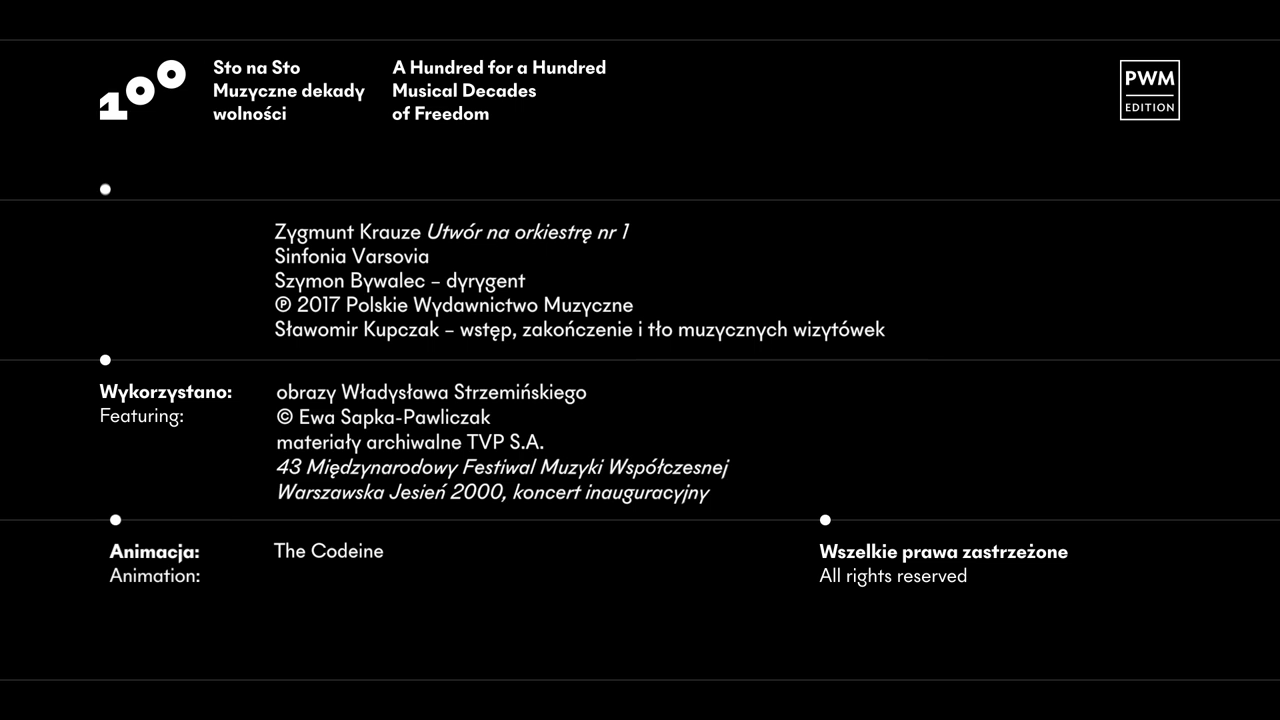 100
Sto na Sto
Muzyczne dekady
wolności
A Hundred for a Hundred
Musical Decades
of Freedom
PWM
EDITION
Zygmunt Krauze Utwór na orkiestrę nr 1
Sinfonia Varsovia
Szymon Bywalec – dyrygent
℗ 2017 Polskie Wydawnictwo Muzyczne
Sławomir Kupczak – wstęp, zakończenie i tło muzycznych wizytówek
Wykorzystano:
Featuring:
obrazy Władysława Strzemińskiego
© Ewa Sapka-Pawliczak
materiały archiwalne TVP S.A.
43 Międzynarodowy Festiwal Muzyki Współczesnej
Warszawska Jesień 2000, koncert inauguracyjny
Animacja:
Animation:
The Codeine
Wszelkie prawa zastrzeżone
All rights reserved